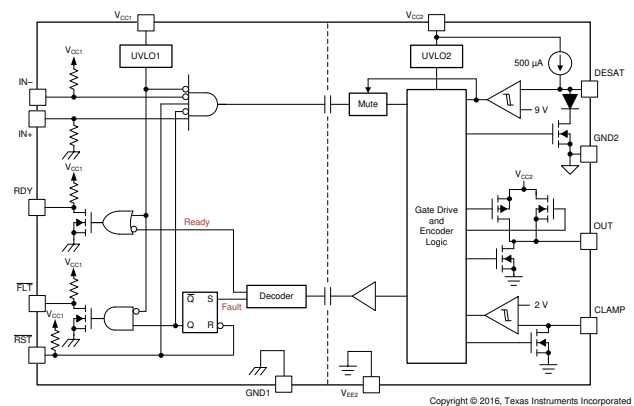 VCC1
VCC2
VCC1
UVLO1
UVLO2
500 µA
DESAT
IN–
Mute
9 V
IN+
GND2
VCC1
RDY
VCC2
Ready
Gate Drive
and
Encoder
Logic
OUT
VCC1
FLT
Q S
Decoder
Fault
2 V
VCC1
Q R
CLAMP
RST
GND1
VEE2
Copyright © 2016, Texas Instruments Incorporated